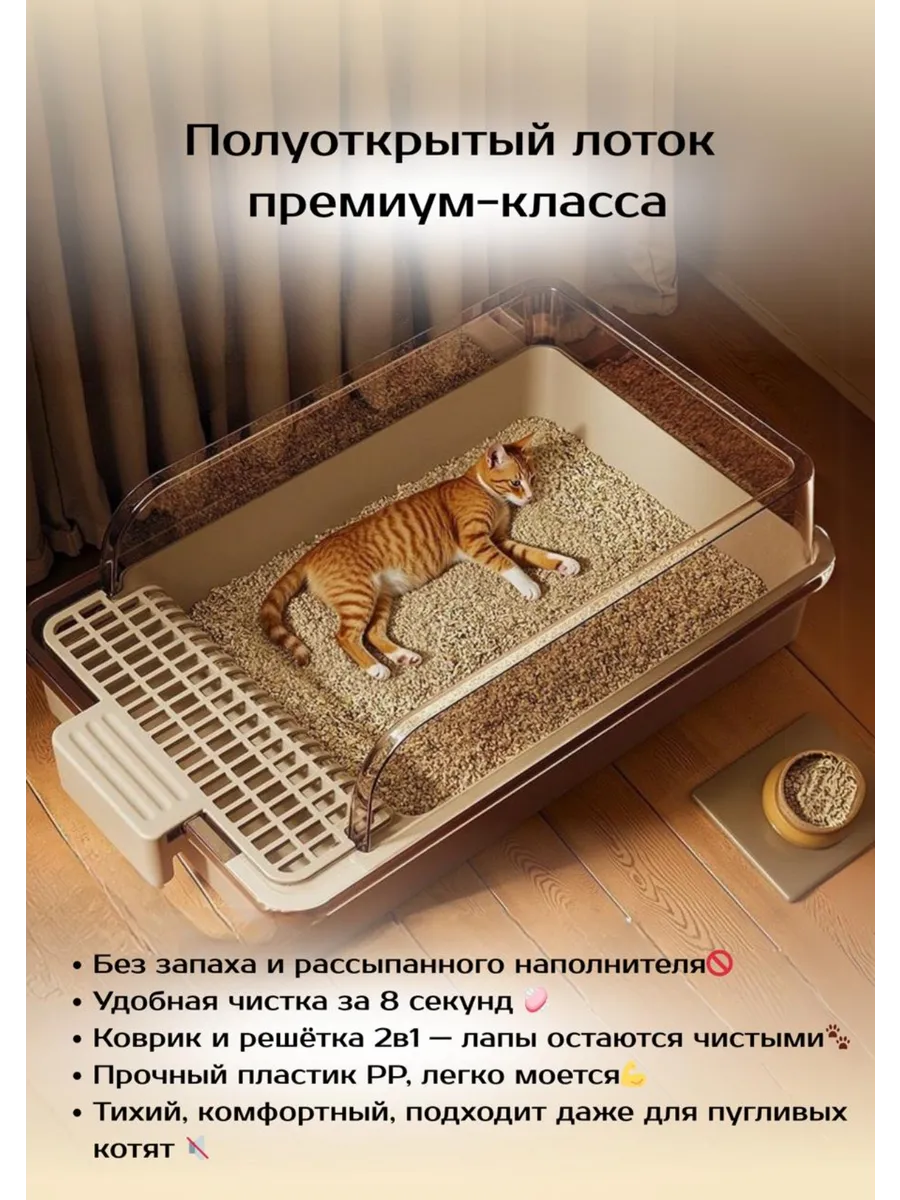 Полуоткрытый лоток
премиум-класса
• Без запаха и рассыпанного наполнителя🚫
• Удобная чистка за 8 секунд 🧼
• Коврик и решётка 2в1 — лапы остаются чистыми🐾
• Прочный пластик PP, легко моется💪
• Тихий, комфортный, подходит даже для пугливых
котят 🔇